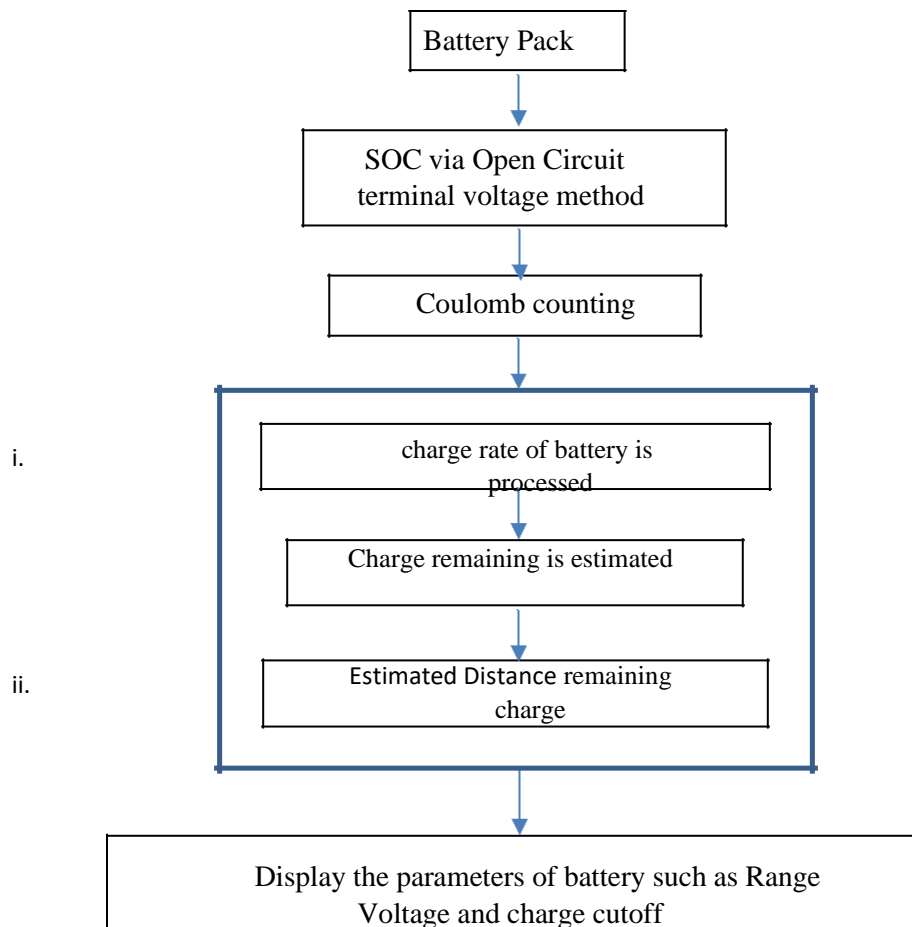 Battery Pack
SOC via Open Circuit
terminal voltage method
Coulomb counting
i.
charge rate of battery is
processed
Charge remaining is estimated
ii.
Estimated Distance remaining
charge
Display the parameters of battery such as Range
Voltage and charge cutoff